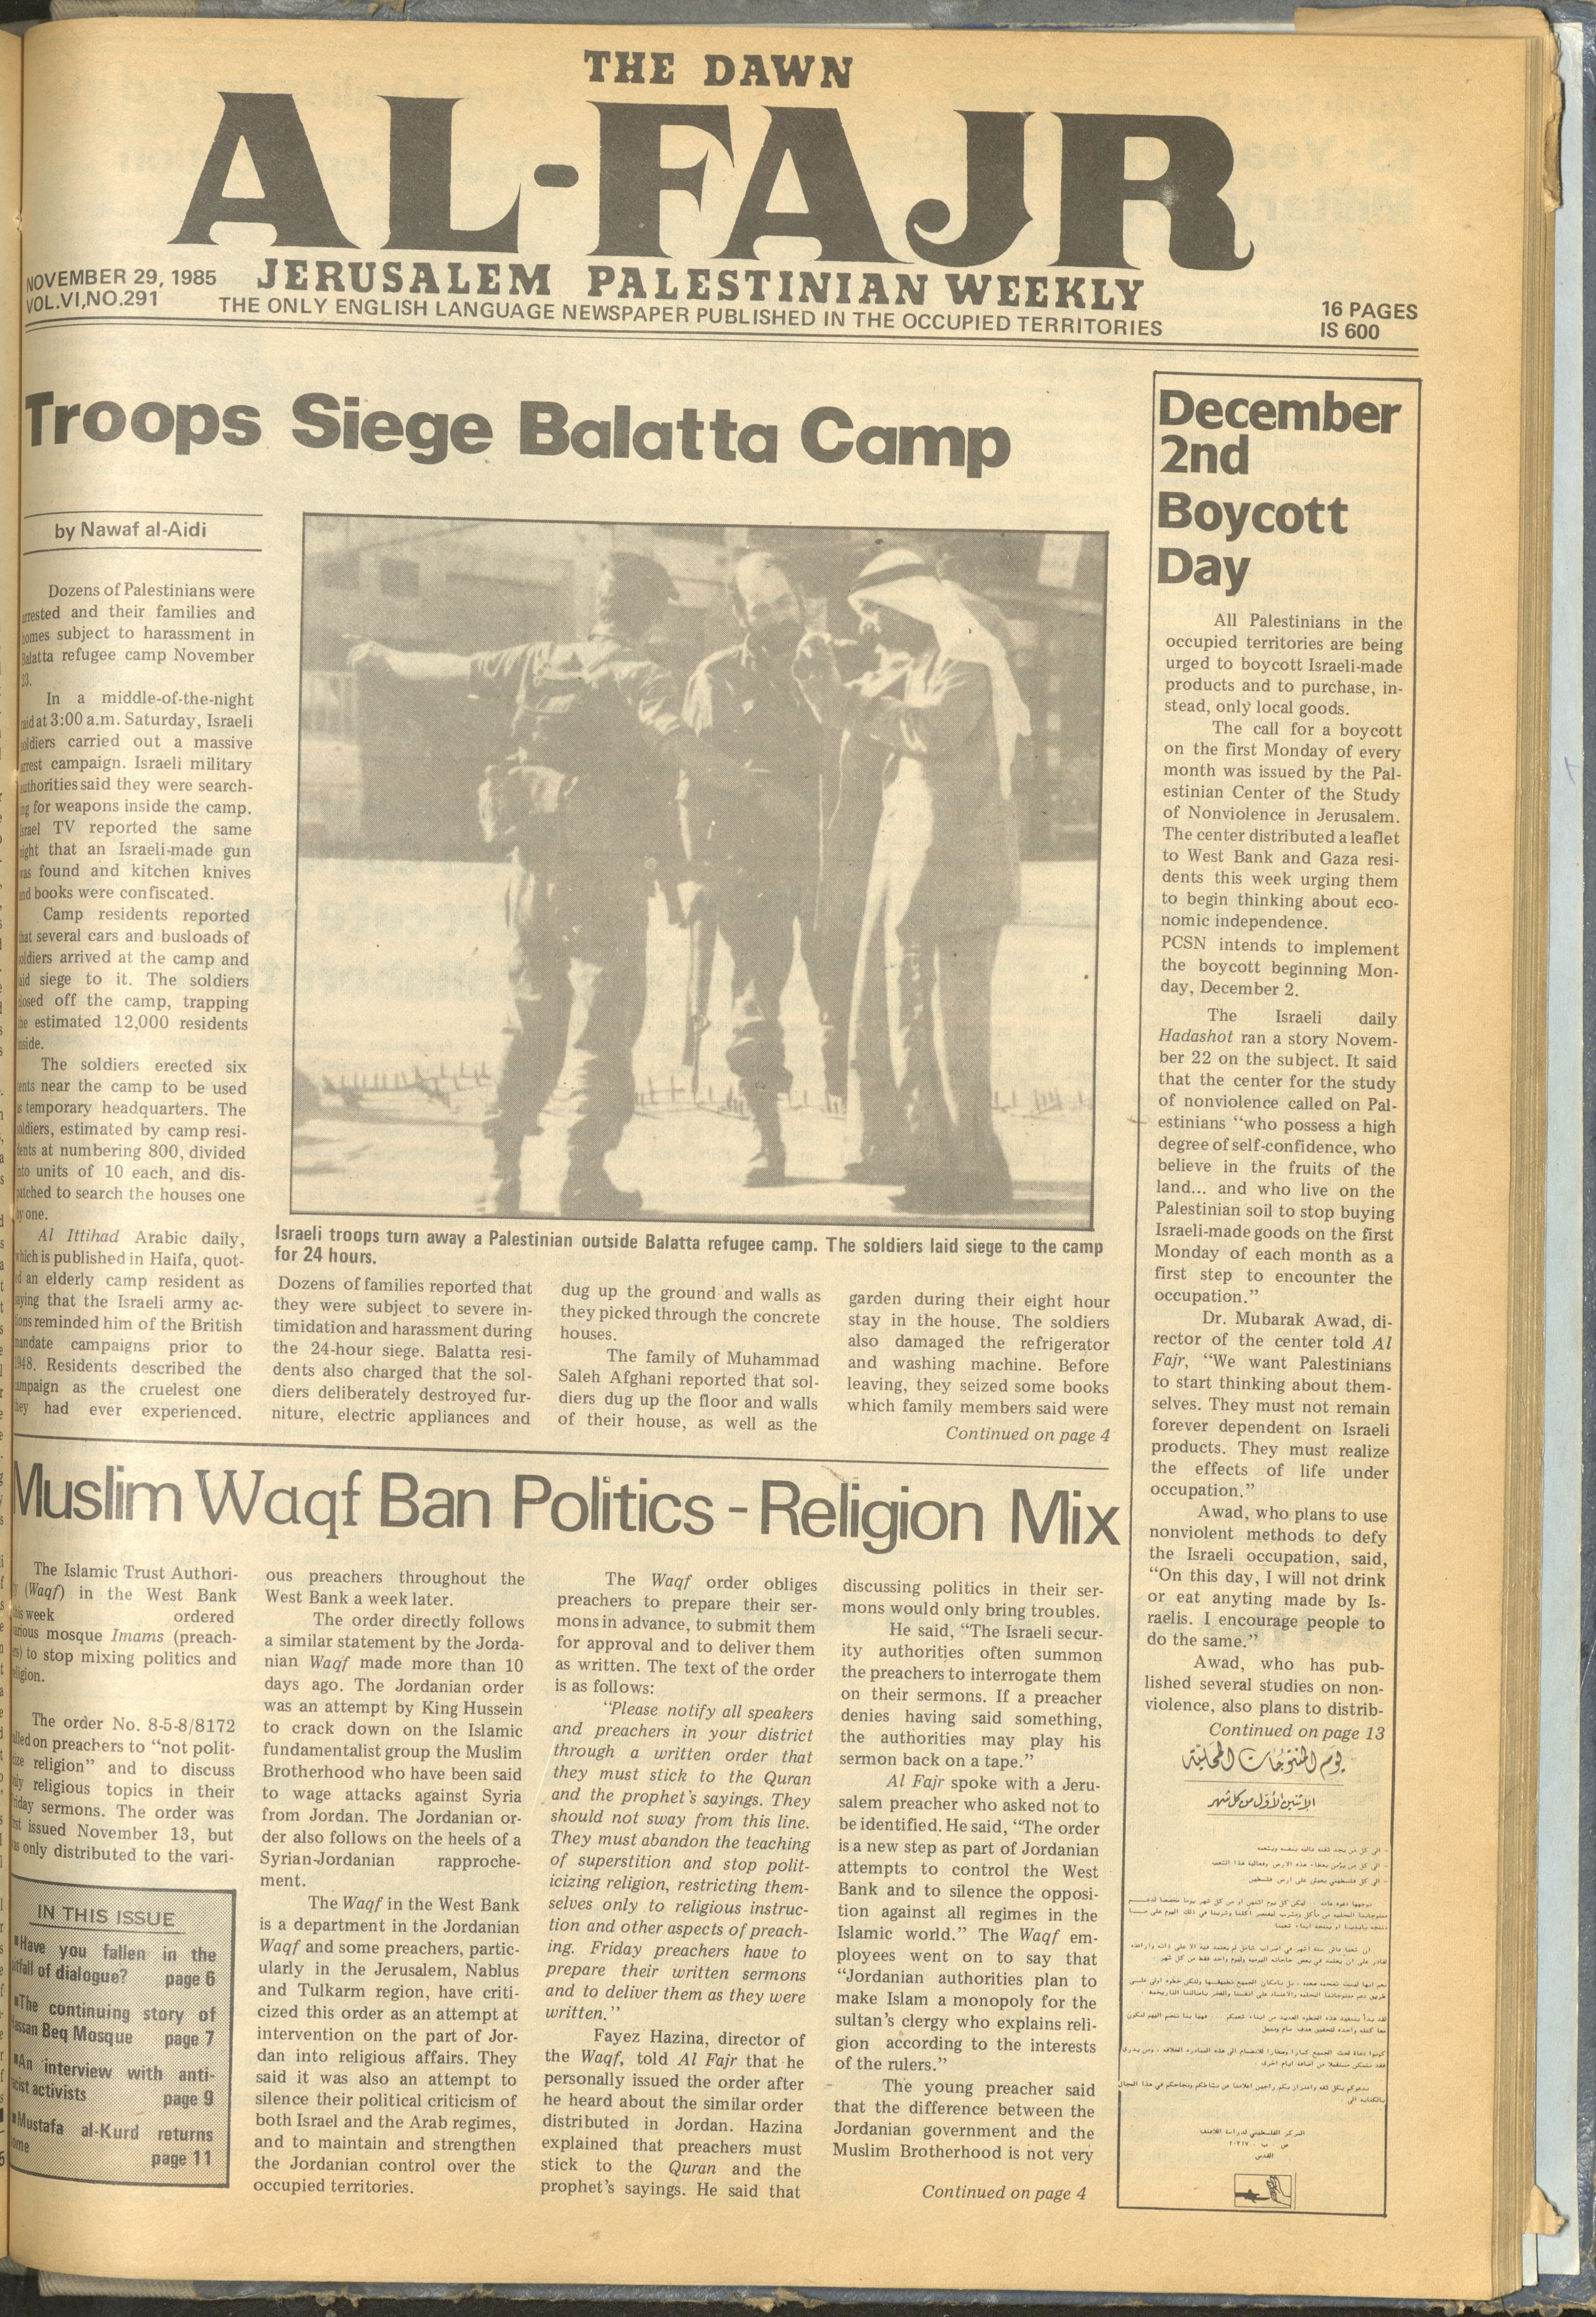 THE DAWN
AL-FAJR
JERUSALEM PALESTINIAN WEEKLY
NOVEMBER 29, 1985
VOL.VI,NO.291
THE ONLY ENGLISH LANGUAGE NEWSPAPER PUBLISHED IN THE OCCUPIED TERRITORIES
16 PAGES
IS 600
Troops Siege Balatta Camp
by Nawaf al-Aidi
Dozens of Palestinians were
rrested and their families and
homes subject to harassment in
Balatta refugee camp November
23.
In a middle-of-the-night
raid at 3:00 a.m. Saturday, Israeli
soldiers carried out a massive
arrest campaign. Israeli military
authorities said they were search-
ing for weapons inside the camp.
Israel TV reported the same
night that an Israeli-made gun
was found and kitchen knives
and books were confiscated.
Camp residents reported
that several cars and busloads of
soldiers arrived at the camp and
laid siege to it. The soldiers
closed off the camp, trapping
the estimated 12,000 residents
inside.
The soldiers erected six
tents near the camp to be used
as temporary headquarters. The
soldiers, estimated by camp resi-
dents at numbering 800, divided
into units of 10 each, and dis-
patched to search the houses one
by one.
Al Ittihad Arabic daily,
which is published in Haifa, quot-
ed an elderly camp resident as
saying that the Israeli army ac-
tions reminded him of the British
mandate campaigns prior to
1948. Residents described the
campaign as the cruelest one
they had ever experienced.
Israeli troops turn away a Palestinian outside Balatta refugee camp. The soldiers laid siege to the camp
for 24 hours.
Dozens of families reported that
they were subject to severe in-
timidation and harassment during
the 24-hour siege. Balatta resi-
dents also charged that the sol-
diers deliberately destroyed fur-
niture, electric appliances and
dug up the ground and walls as
they picked through the concrete
houses.
The family of Muhammad
Saleh Afghani reported that sol-
diers dug up the floor and walls
of their house, as well as the
garden during their eight hour
stay in the house. The soldiers
also damaged the refrigerator
and washing machine. Before
leaving, they seized some books
which family members said were
Continued on page 4
December
2nd
Boycott
Day
All Palestinians in the
occupied territories are being
urged to boycott Israeli-made
products and to purchase, in-
stead, only local goods.
The call for a boycott
on the first Monday of every
month was issued by the Pal-
estinian Center of the Study
of Nonviolence in Jerusalem.
The center distributed a leaflet
to West Bank and Gaza resi-
dents this week urging them
to begin thinking about eco-
nomic independence.
PCSN intends to implement
the boycott beginning Mon-
day, December 2.
The Israeli daily
Hadashot ran a story Novem-
ber 22 on the subject. It said
that the center for the study
of nonviolence called on Pal-
estinians “who possess a high
degree of self-confidence, who
believe in the fruits of the
land... and who live on the
Palestinian soil to stop buying
Israeli-made goods on the first
Monday of each month as a
first step to encounter the
occupation.”
Dr. Mubarak Awad, di-
rector of the center told Al
Fajr, “We want Palestinians
to start thinking about them-
selves. They must not remain
forever dependent on Israeli
products. They must realize
the effects of life under
occupation.”
Awad, who plans to use
nonviolent methods to defy
the Israeli occupation, said,
“On this day, I will not drink
or eat anyting made by Is-
raelis. I encourage people to
do the same.”
Awad, who has pub-
lished several studies on non-
violence, also plans to distrib-
Continued on page 13
يوم المنتوجات المحلية
الإثنين الأول من كل شهر
Muslim Waqf Ban Politics - Religion Mix
The Islamic Trust Authori-
ty (Waqf) in the West Bank
this week ordered
various mosque Imams (preach-
ers) to stop mixing politics and
religion.
The order No. 8-5-8/8172
called on preachers to “not polit-
icize religion” and to discuss
only religious topics in their
Friday sermons. The order was
first issued November 13, but
was only distributed to the vari-
ous preachers throughout the
West Bank a week later.
The order directly follows
a similar statement by the Jorda-
nian Waqf made more than 10
days ago. The Jordanian order
was an attempt by King Hussein
to crack down on the Islamic
fundamentalist group the Muslim
Brotherhood who have been said
to wage attacks against Syria
from Jordan. The Jordanian or-
der also follows on the heels of a
Syrian-Jordanian rapproche-
ment.
The Waqf in the West Bank
is a department in the Jordanian
Waqf and some preachers, partic-
ularly in the Jerusalem, Nablus
and Tulkarm region, have criti-
cized this order as an attempt at
intervention on the part of Jor-
dan into religious affairs. They
said it was also an attempt to
silence their political criticism of
both Israel and the Arab regimes,
and to maintain and strengthen
the Jordanian control over the
occupied territories.
The Waqf order obliges
preachers to prepare their ser-
mons in advance, to submit them
for approval and to deliver them
as written. The text of the order
is as follows:
“Please notify all speakers
and preachers in your district
through a written order that
they must stick to the Quran
and the prophet's sayings. They
should not sway from this line.
They must abandon the teaching
of superstition and stop polit-
icizing religion, restricting them-
selves only to religious instruc-
tion and other aspects of preach-
ing. Friday preachers have to
prepare their written sermons
and to deliver them as they were
written.”
Fayez Hazina, director of
the Waqf, told Al Fajr that he
personally issued the order after
he heard about the similar order
distributed in Jordan. Hazina
explained that preachers must
stick to the Quran and the
prophet's sayings. He said that
discussing politics in their ser-
mons would only bring troubles.
He said, “The Israeli secur-
ity authorities often summon
the preachers to interrogate them
on their sermons. If a preacher
denies having said something,
the authorities may play his
sermon back on a tape.”
Al Fajr spoke with a Jeru-
salem preacher who asked not to
be identified. He said, “The order
is a new step as part of Jordanian
attempts to control the West
Bank and to silence the opposi-
tion against all regimes in the
Islamic world.” The Waqf em-
ployees went on to say that
“Jordanian authorities plan to
make Islam a monopoly for the
sultan's clergy who explains reli-
gion according to the interests
of the rulers.”
The young preacher said
that the difference between the
Jordanian government and the
Muslim Brotherhood is not very
Continued on page 4
IN THIS ISSUE
Have you fallen in the
pitfall of dialogue? page 6
The continuing story of
Hassan Beq Mosque page 7
An interview with anti-
racist activists page 9
Mustafa al-Kurd returns
home
page 11